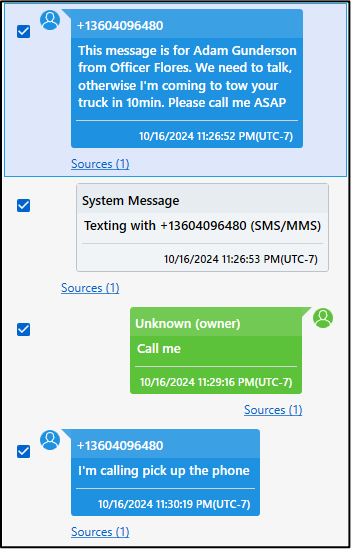 +13604096480
This message is for Adam Gunderson
from Officer Flores. We need to talk,
otherwise I'm coming to tow your
truck in 10min. Please call me ASAP
10/16/2024 11:26:52 PM(UTC-7)
Sources (1)
System Message
Texting with +13604096480 (SMS/MMS)
10/16/2024 11:26:53 PM(UTC-7)
Sources (1)
Unknown (owner)
Call me
10/16/2024 11:29:16 PM(UTC-7)
Sources (1)
+13604096480
I'm calling pick up the phone
10/16/2024 11:30:19 PM(UTC-7)
Sources (1)